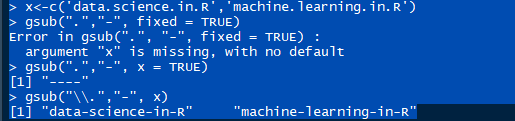 > x<-c('data.science.in.R','machine.learning.in.R')
> gsub(".","-", fixed = TRUE)
Error in gsub(".", "-", fixed = TRUE) :
  argument "x" is missing, with no default
> gsub(".","-", x = TRUE)
[1] "----"
> gsub("\\.","-", x)
[1] "data-science-in-R"     "machine-learning-in-R"